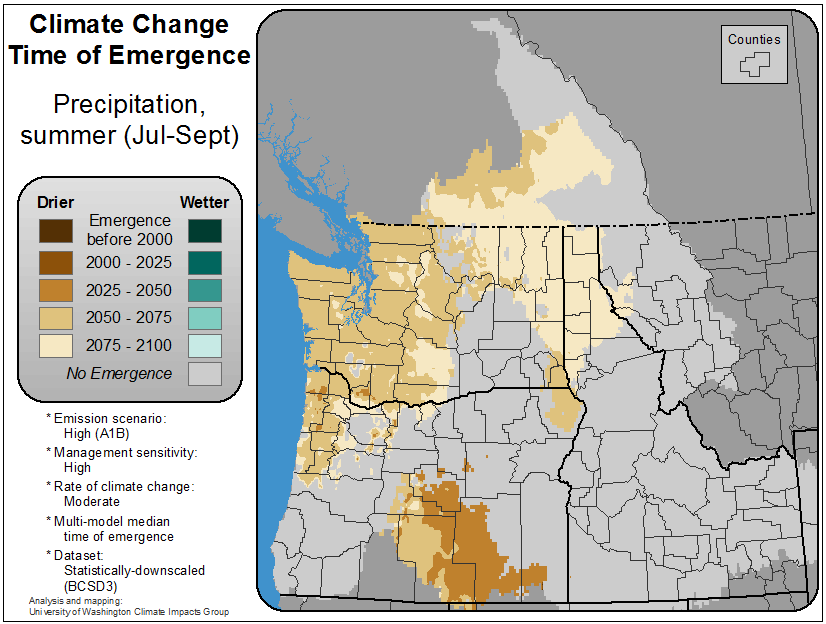 Climate Change
Time of Emergence
Precipitation,
summer (Jul-Sept)
Drier
Wetter
Emergence
before 2000
2000 - 2025
2025 - 2050
2050 - 2075
2075 - 2100
No Emergence
* Emission scenario:
High (A1B)
* Management sensitivity:
High
* Rate of climate change:
Moderate
* Multi-model median
time of emergence
* Dataset:
Statistically-downscaled
(BCSD3)
Analysis and mapping:
University of Washington Climate Impacts Group
Counties